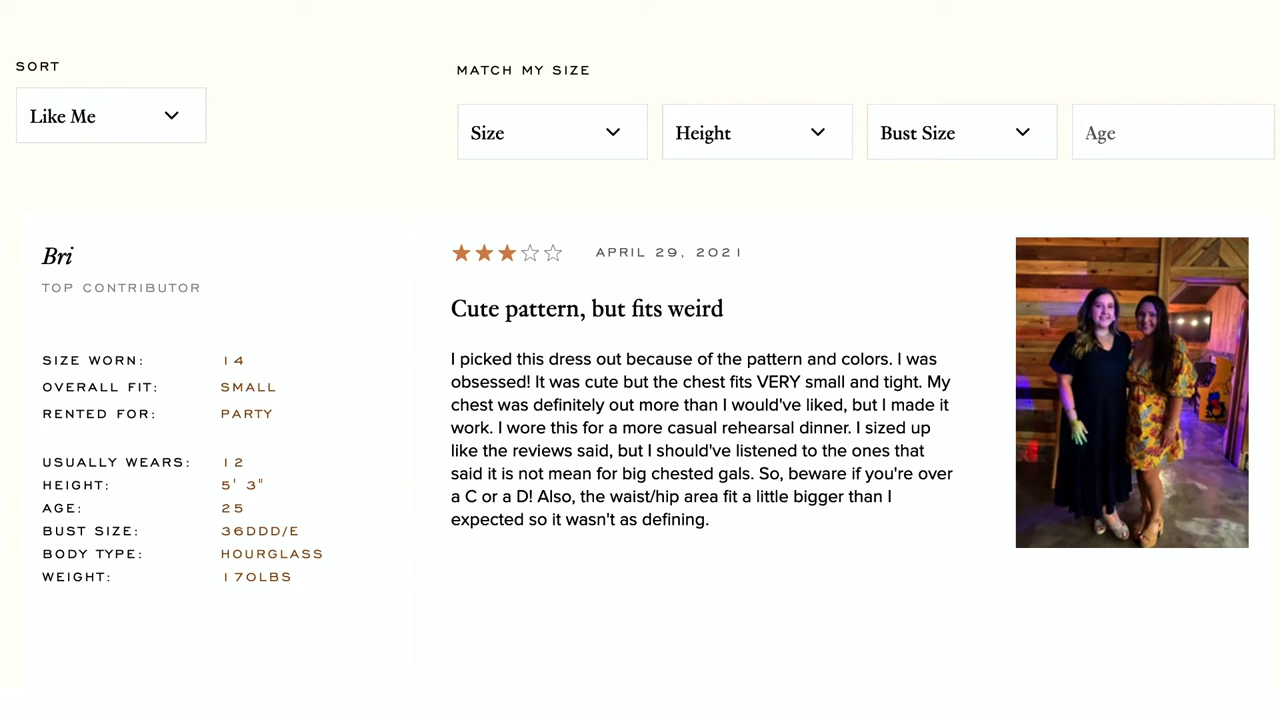 SORT
Like Me
MATCH MY SIZE
Size
Height
Bust Size
Age
Bri
TOP CONTRIBUTOR
SIZE WORN: 14
OVERALL FIT: SMALL
RENTED FOR: PARTY
USUALLY WEARS: 12
HEIGHT: 5' 3"
AGE: 25
BUST SIZE: 36DDD/E
BODY TYPE: HOURGLASS
WEIGHT: 170LBS
APRIL 29, 2021
Cute pattern, but fits weird
I picked this dress out because of the pattern and colors. I was
obsessed! It was cute but the chest fits VERY small and tight. My
chest was definitely out more than I would've liked, but I made it
work. I wore this for a more casual rehearsal dinner. I sized up
like the reviews said, but I should've listened to the ones that
said it is not mean for big chested gals. So, beware if you're over
a C or a D! Also, the waist/hip area fit a little bigger than I
expected so it wasn't as defining.